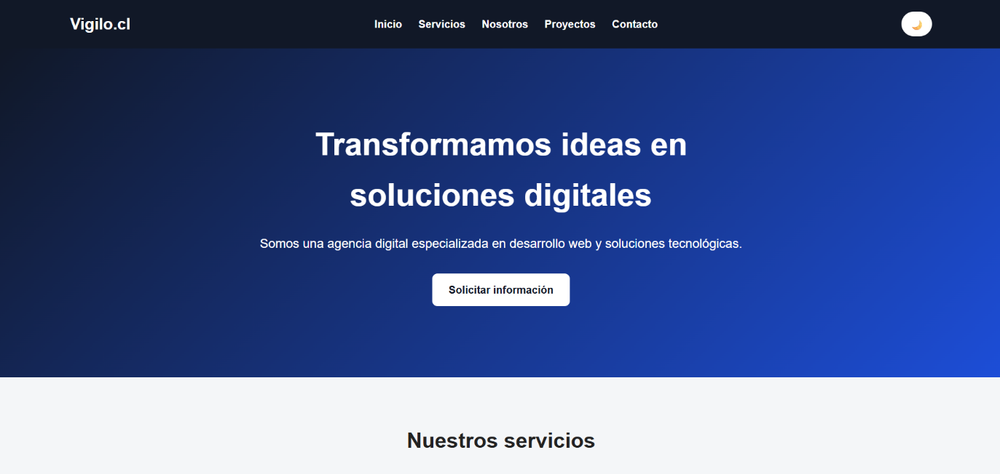 Vigilo.cl
Inicio Servicios Nosotros Proyectos Contacto
Transformamos ideas en
soluciones digitales
Somos una agencia digital especializada en desarrollo web y soluciones tecnológicas.
Solicitar información
Nuestros servicios